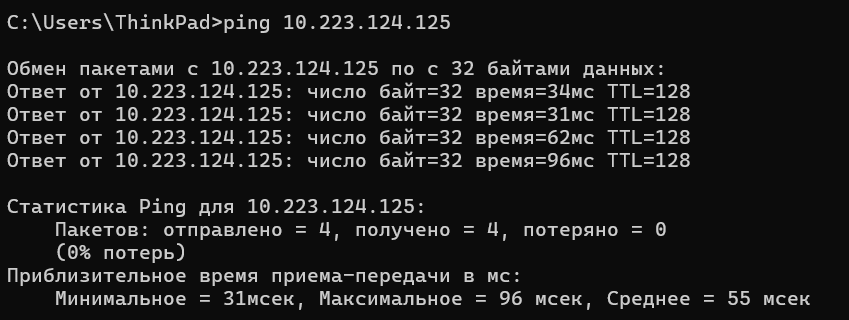 C:\Users\ThinkPad>ping 10.223.124.125
Обмен пакетами с 10.223.124.125 по с 32 байтами данных:
Ответ от 10.223.124.125: число байт=32 время=34мс TTL=128
Ответ от 10.223.124.125: число байт=32 время=31мс TTL=128
Ответ от 10.223.124.125: число байт=32 время=62мс TTL=128
Ответ от 10.223.124.125: число байт=32 время=96мс TTL=128
Статистика Ping для 10.223.124.125:
Пакетов: отправлено = 4, получено = 4, потеряно = 0
(0% потерь)
Приблизительное время приема-передачи в мс:
Минимальное = 31мсек, Максимальное = 96 мсек, Среднее = 55 мсек